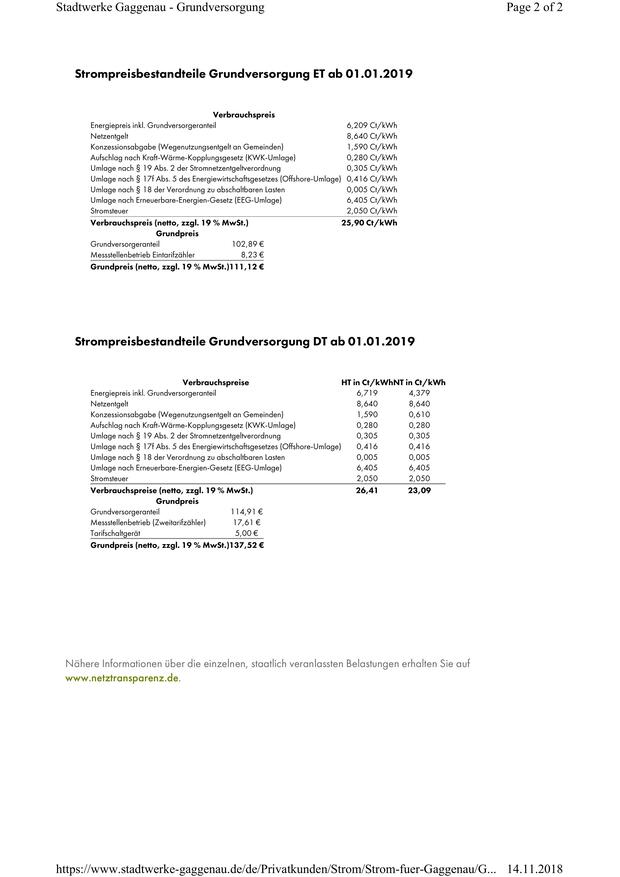 Stadtwerke Gaggenau - Grundversorgung Page 2 of 2
Strompreisbestandteile Grundversorgung ET ab 01.01.2019
Verbrauchspreis
Energiepreis inkl. Grundversorgeranteil 6,209 Ct/kWh
Netzentgelt 8,640 Ct/kWh
Konzessionsabgabe (Wegenutzungsentgelt an Gemeinden) 1,590 Ct/kWh
Aufschlag nach Kraft-Wärme-Kopplungsgesetz (KWK-Umlage) 0,280 Ct/kWh
Umlage nach § 19 Abs. 2 der Stromnetzentgeltverordnung 0,305 Ct/kWh
Umlage nach § 17f Abs. 5 des Energiewirtschaftsgesetzes (Offshore-Umlage) 0,416 Ct/kWh
Umlage nach § 18 der Verordnung zu abschaltbaren Lasten 0,005 Ct/kWh
Umlage nach Erneuerbare-Energien-Gesetz (EEG-Umlage) 6,405 Ct/kWh
Stromsteuer 2,050 Ct/kWh
Verbrauchspreis (netto, zzgl. 19 % MwSt.) 25,90 Ct/kWh
Grundpreis
Grundversorgeranteil 102,89 €
Messstellenbetrieb Eintarifzähler 8,23 €
Grundpreis (netto, zzgl. 19 % MwSt.)111,12 €
Strompreisbestandteile Grundversorgung DT ab 01.01.2019
Verbrauchspreise HT in Ct/kWhNT in Ct/kWh
Energiepreis inkl. Grundversorgeranteil 6,719 4,379
Netzentgelt 8,640 8,640
Konzessionsabgabe (Wegenutzungsentgelt an Gemeinden) 1,590 0,610
Aufschlag nach Kraft-Wärme-Kopplungsgesetz (KWK-Umlage) 0,280 0,280
Umlage nach § 19 Abs. 2 der Stromnetzentgeltverordnung 0,305 0,305
Umlage nach § 17f Abs. 5 des Energiewirtschaftsgesetzes (Offshore-Umlage) 0,416 0,416
Umlage nach § 18 der Verordnung zu abschaltbaren Lasten 0,005 0,005
Umlage nach Erneuerbare-Energien-Gesetz (EEG-Umlage) 6,405 6,405
Stromsteuer 2,050 2,050
Verbrauchspreise (netto, zzgl. 19 % MwSt.) 26,41 23,09
Grundpreis
Grundversorgeranteil 114,91 €
Messstellenbetrieb (Zweitarifzähler) 17,61 €
Tarifschaltgerät 5,00 €
Grundpreis (netto, zzgl. 19 % MwSt.)137,52 €
Nähere Informationen über die einzelnen, staatlich veranlassten Belastungen erhalten Sie auf
www.netztransparenz.de.
https://www.stadtwerke-gaggenau.de/de/Privatkunden/Strom/Strom-fuer-Gaggenau/G... 14.11.2018